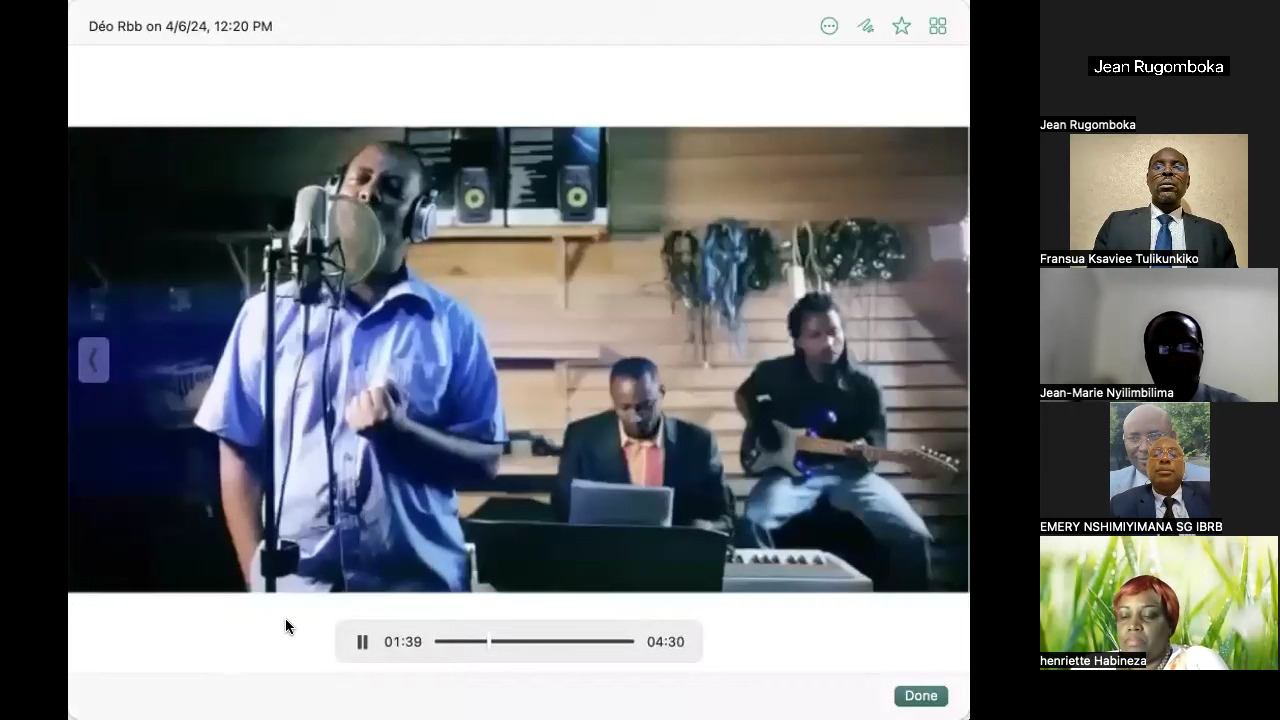 Déo Rbb on 4/6/24, 12:20 PM
01:39
04:30
Done
Jean Rugomboka
Jean Rugomboka
Fransua Ksaviee Tulikunkiko
Jean-Marie Nyilimbilima
EMERY NSHIMIYIMANA SG IBRB
henriette Habineza